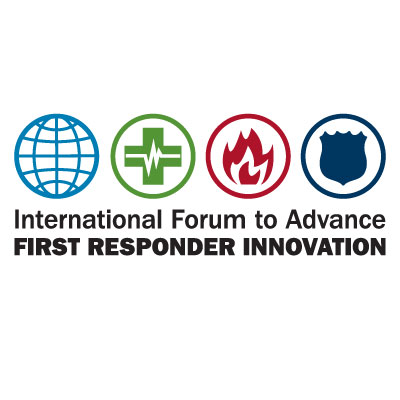 International Forum to Advance
FIRST RESPONDER INNOVATION